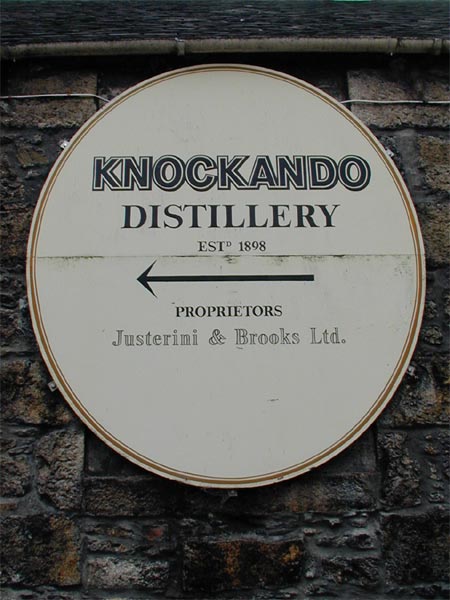 KNOCKANDO
DISTILLERY
ESTᴰ 1898
PROPRIETORS
Justerini & Brooks Ltd.